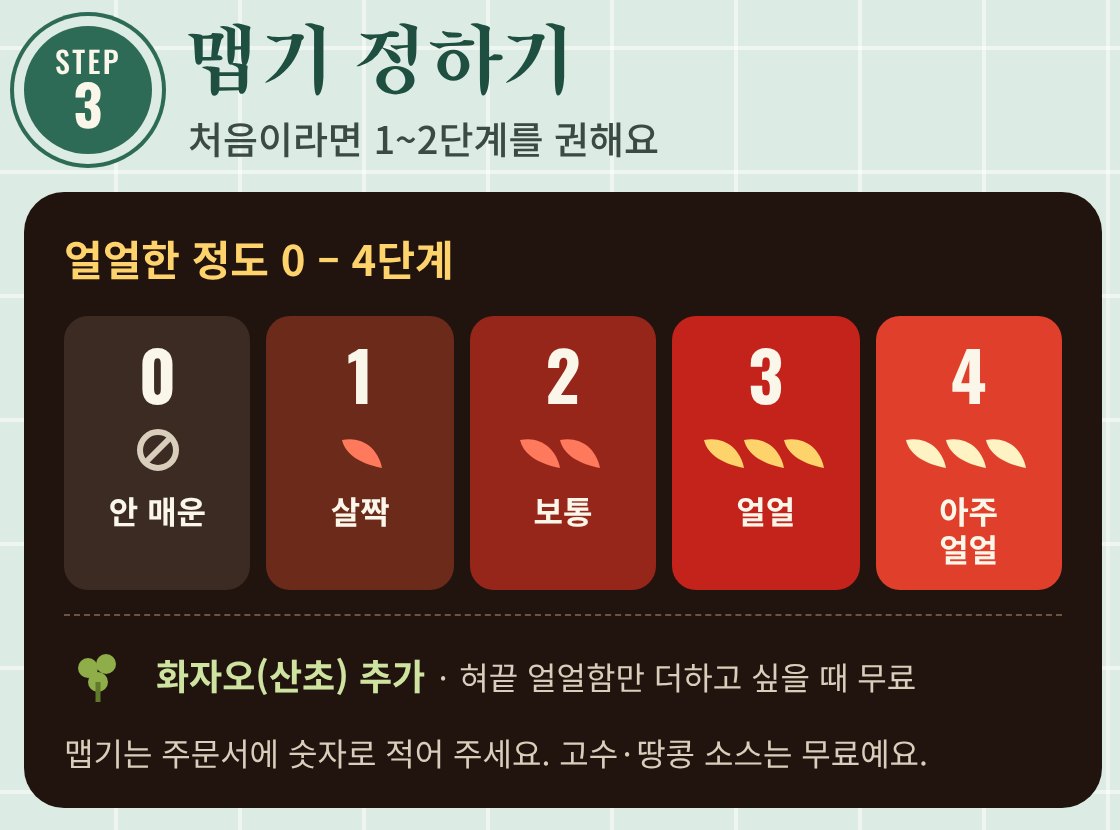 STEP
3
맵기 정하기
처음이라면 1~2단계를 권해요
얼얼한 정도 0 – 4단계
0
안 매운
1
살짝
2
보통
3
얼얼
4
아주
얼얼
화자오(산초) 추가 · 혀끝 얼얼함만 더하고 싶을 때 무료
맵기는 주문서에 숫자로 적어 주세요. 고수·땅콩 소스는 무료예요.